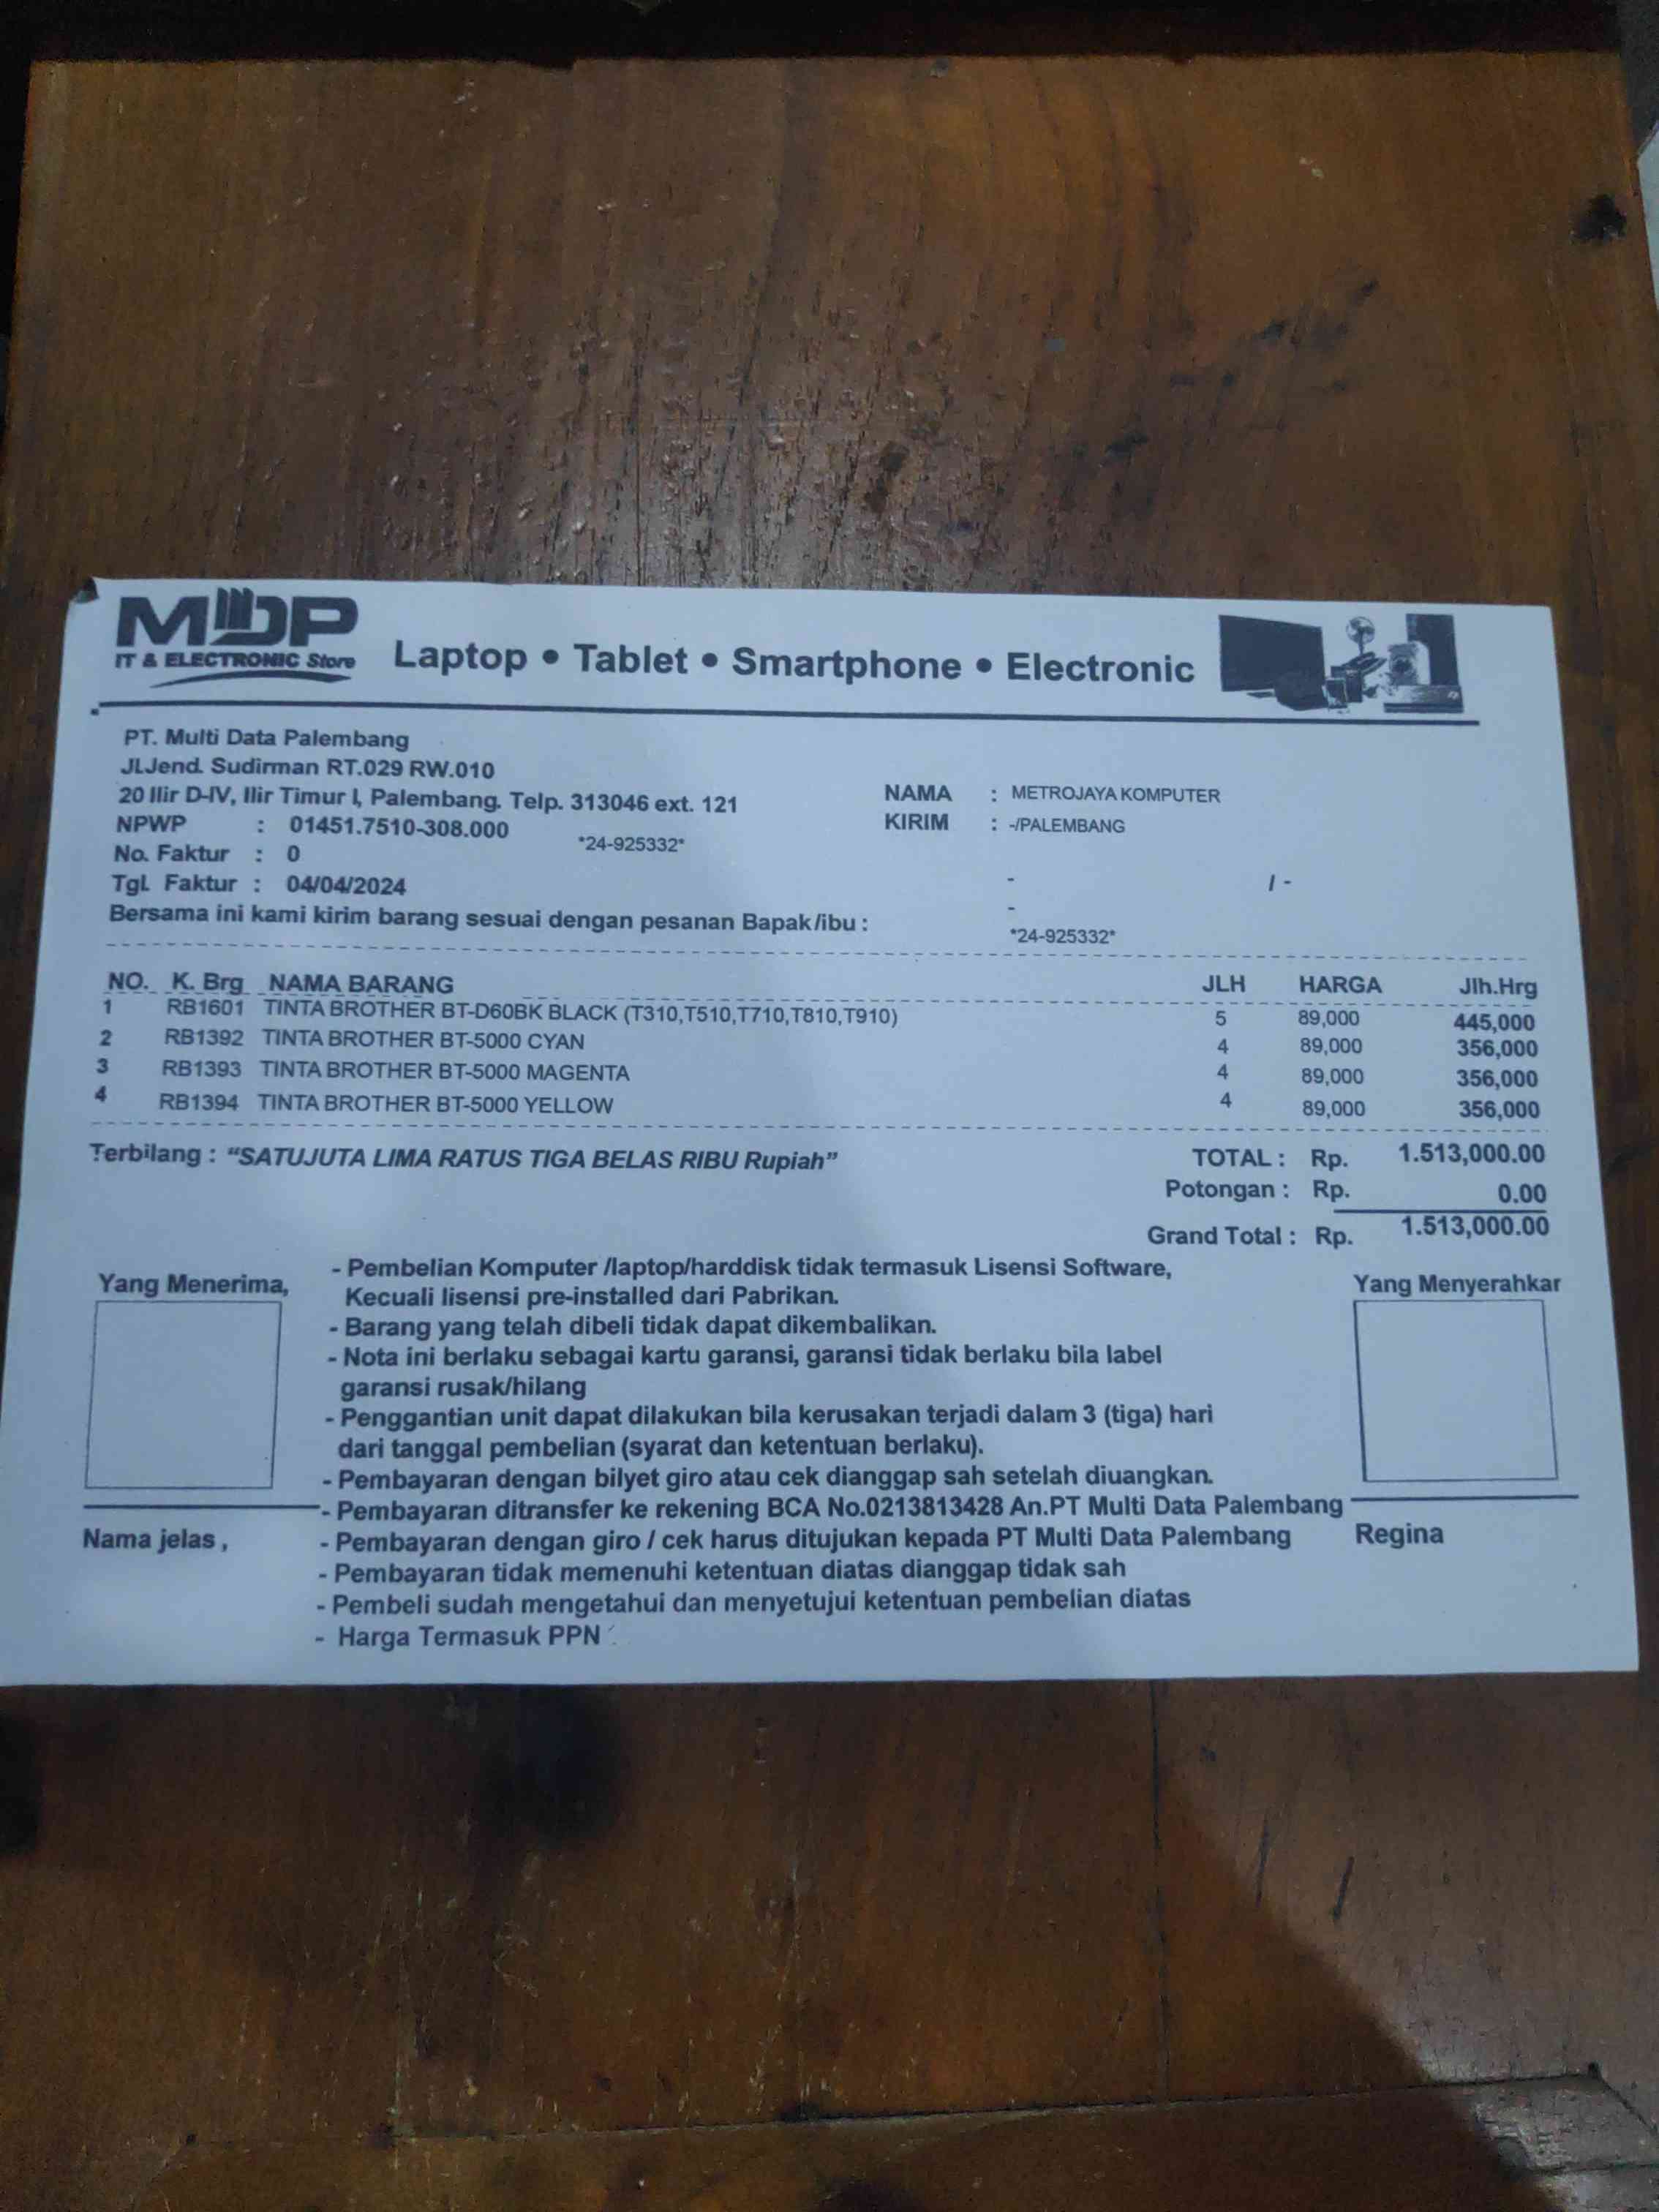 MDP
IT & ELECTRONIC Store
Laptop • Tablet • Smartphone • Electronic
PT. Multi Data Palembang
JLJend. Sudirman RT.029 RW.010
20 Ilir D-IV, Ilir Timur I, Palembang. Telp. 313046 ext. 121
NPWP : 01451.7510-308.000
*24-925332*
No. Faktur : 0
Tgl. Faktur : 04/04/2024
Bersama ini kami kirim barang sesuai dengan pesanan Bapak/ibu :
NAMA : METROJAYA KOMPUTER
KIRIM : -/PALEMBANG
- / -
-
*24-925332*
NO. K. Brg NAMA BARANG JLH HARGA Jlh.Hrg
1 RB1601 TINTA BROTHER BT-D60BK BLACK (T310,T510,T710,T810,T910) 5 89,000 445,000
2 RB1392 TINTA BROTHER BT-5000 CYAN 4 89,000 356,000
3 RB1393 TINTA BROTHER BT-5000 MAGENTA 4 89,000 356,000
4 RB1394 TINTA BROTHER BT-5000 YELLOW 4 89,000 356,000
Terbilang : “SATUJUTA LIMA RATUS TIGA BELAS RIBU Rupiah”
TOTAL : Rp. 1.513,000.00
Potongan : Rp. 0.00
Grand Total : Rp. 1.513,000.00
Yang Menerima,
Nama jelas ,
- Pembelian Komputer /laptop/harddisk tidak termasuk Lisensi Software,
Kecuali lisensi pre-installed dari Pabrikan.
- Barang yang telah dibeli tidak dapat dikembalikan.
- Nota ini berlaku sebagai kartu garansi, garansi tidak berlaku bila label
garansi rusak/hilang
- Penggantian unit dapat dilakukan bila kerusakan terjadi dalam 3 (tiga) hari
dari tanggal pembelian (syarat dan ketentuan berlaku).
- Pembayaran dengan bilyet giro atau cek dianggap sah setelah diuangkan.
- Pembayaran ditransfer ke rekening BCA No.0213813428 An.PT Multi Data Palembang
- Pembayaran dengan giro / cek harus ditujukan kepada PT Multi Data Palembang
- Pembayaran tidak memenuhi ketentuan diatas dianggap tidak sah
- Pembeli sudah mengetahui dan menyetujui ketentuan pembelian diatas
- Harga Termasuk PPN
Yang Menyerahkar
Regina